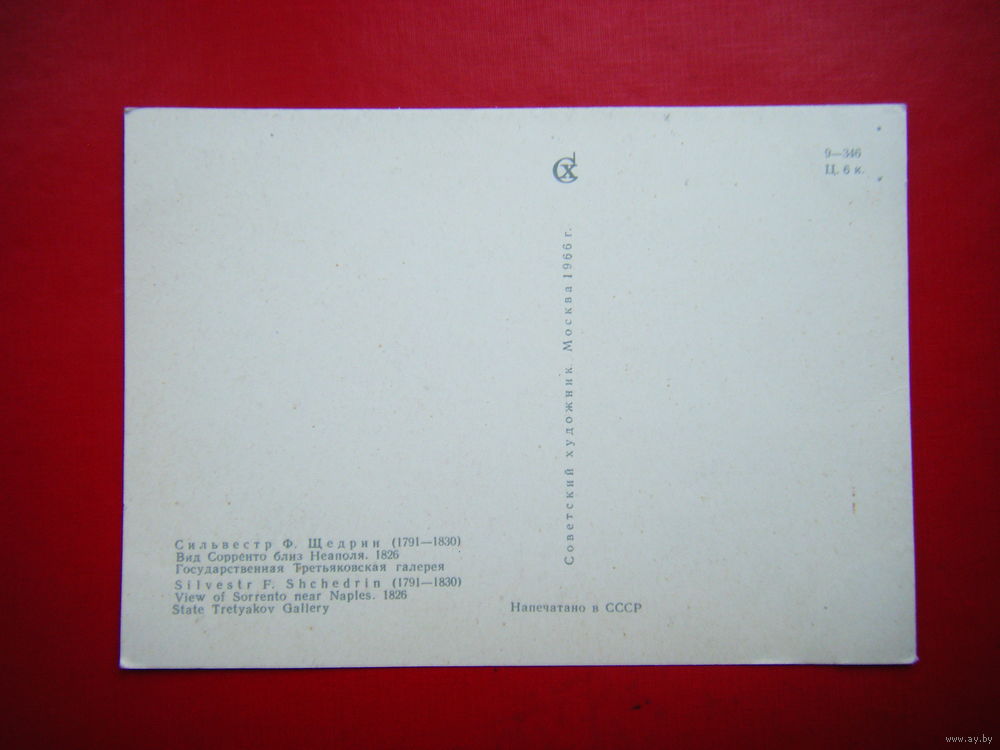 СХ
9—346
Ц. 6 к.
Советский художник. Москва 1966 г.
Сильвестр Ф. Щедрин (1791—1830)
Вид Сорренто близ Неаполя. 1826
Государственная Третьяковская галерея
Silvestr F. Shchedrin (1791—1830)
View of Sorrento near Naples. 1826
State Tretyakov Gallery
Напечатано в СССР
www.ay.by